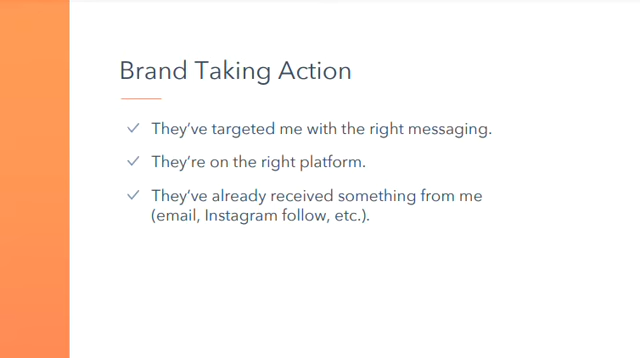 Brand Taking Action
They’ve targeted me with the right messaging.
They’re on the right platform.
They’ve already received something from me
(email, Instagram follow, etc.).